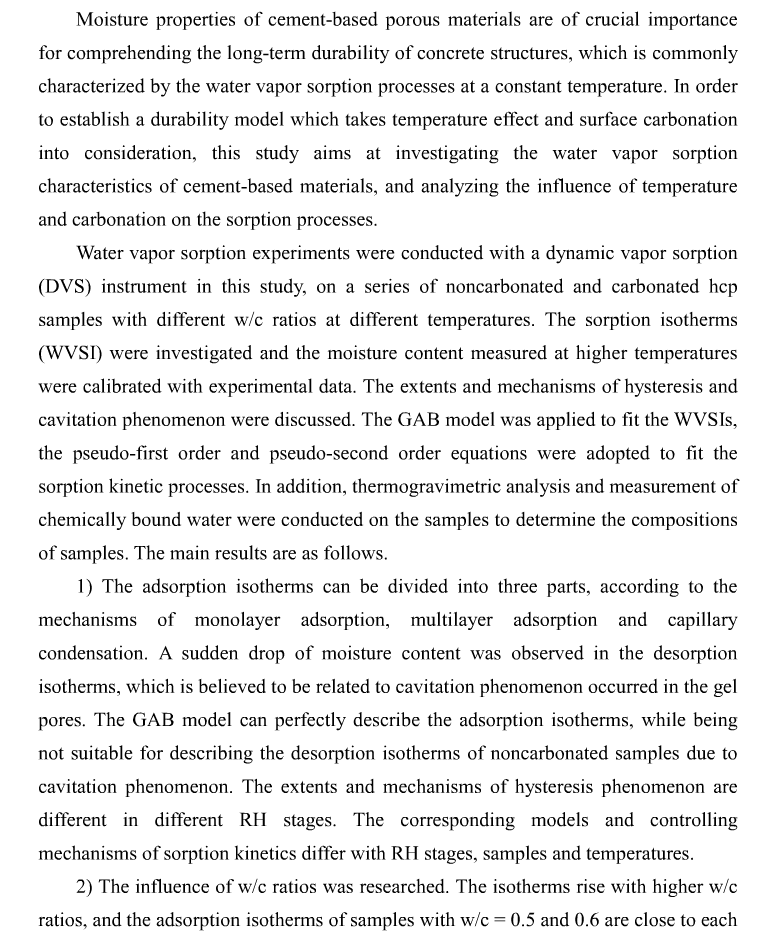 Moisture properties of cement-based porous materials are of crucial importance
for comprehending the long-term durability of concrete structures, which is commonly
characterized by the water vapor sorption processes at a constant temperature. In order
to establish a durability model which takes temperature effect and surface carbonation
into consideration, this study aims at investigating the water vapor sorption
characteristics of cement-based materials, and analyzing the influence of temperature
and carbonation on the sorption processes.
Water vapor sorption experiments were conducted with a dynamic vapor sorption
(DVS) instrument in this study, on a series of noncarbonated and carbonated hcp
samples with different w/c ratios at different temperatures. The sorption isotherms
(WVSI) were investigated and the moisture content measured at higher temperatures
were calibrated with experimental data. The extents and mechanisms of hysteresis and
cavitation phenomenon were discussed. The GAB model was applied to fit the WVSIs,
the pseudo-first order and pseudo-second order equations were adopted to fit the
sorption kinetic processes. In addition, thermogravimetric analysis and measurement of
chemically bound water were conducted on the samples to determine the compositions
of samples. The main results are as follows.
1) The adsorption isotherms can be divided into three parts, according to the
mechanisms of monolayer adsorption, multilayer adsorption and capillary
condensation. A sudden drop of moisture content was observed in the desorption
isotherms, which is believed to be related to cavitation phenomenon occurred in the gel
pores. The GAB model can perfectly describe the adsorption isotherms, while being
not suitable for describing the desorption isotherms of noncarbonated samples due to
cavitation phenomenon. The extents and mechanisms of hysteresis phenomenon are
different in different RH stages. The corresponding models and controlling
mechanisms of sorption kinetics differ with RH stages, samples and temperatures.
2) The influence of w/c ratios was researched. The isotherms rise with higher w/c
ratios, and the adsorption isotherms of samples with w/c = 0.5 and 0.6 are close to each